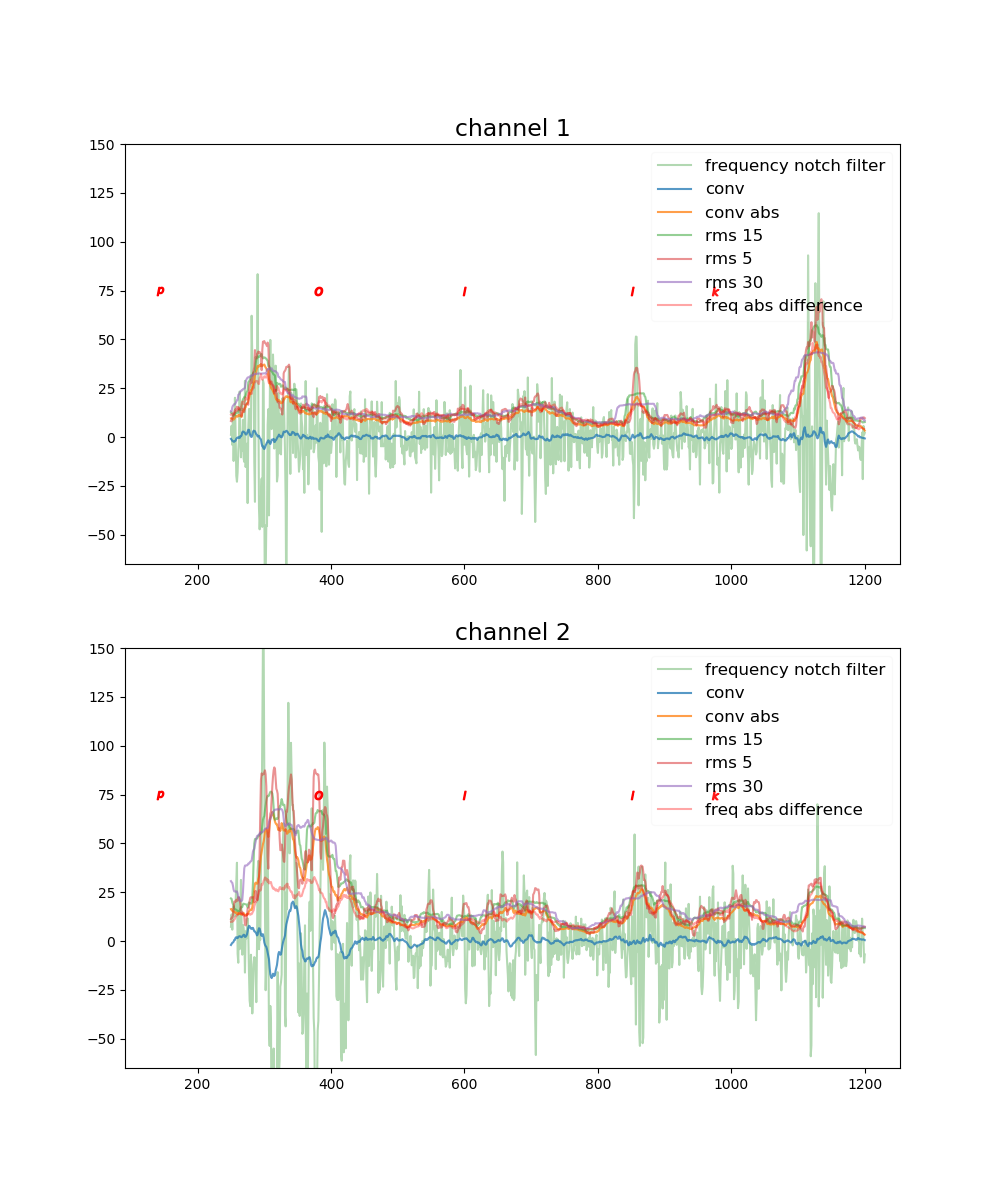 channel 1
150
125
100
75
50
25
0
−25
−50
frequency notch filter
conv
conv abs
rms 15
rms 5
rms 30
freq abs difference
p o l l k
200 400 600 800 1000 1200
channel 2
150
125
100
75
50
25
0
−25
−50
frequency notch filter
conv
conv abs
rms 15
rms 5
rms 30
freq abs difference
p o l l k
200 400 600 800 1000 1200